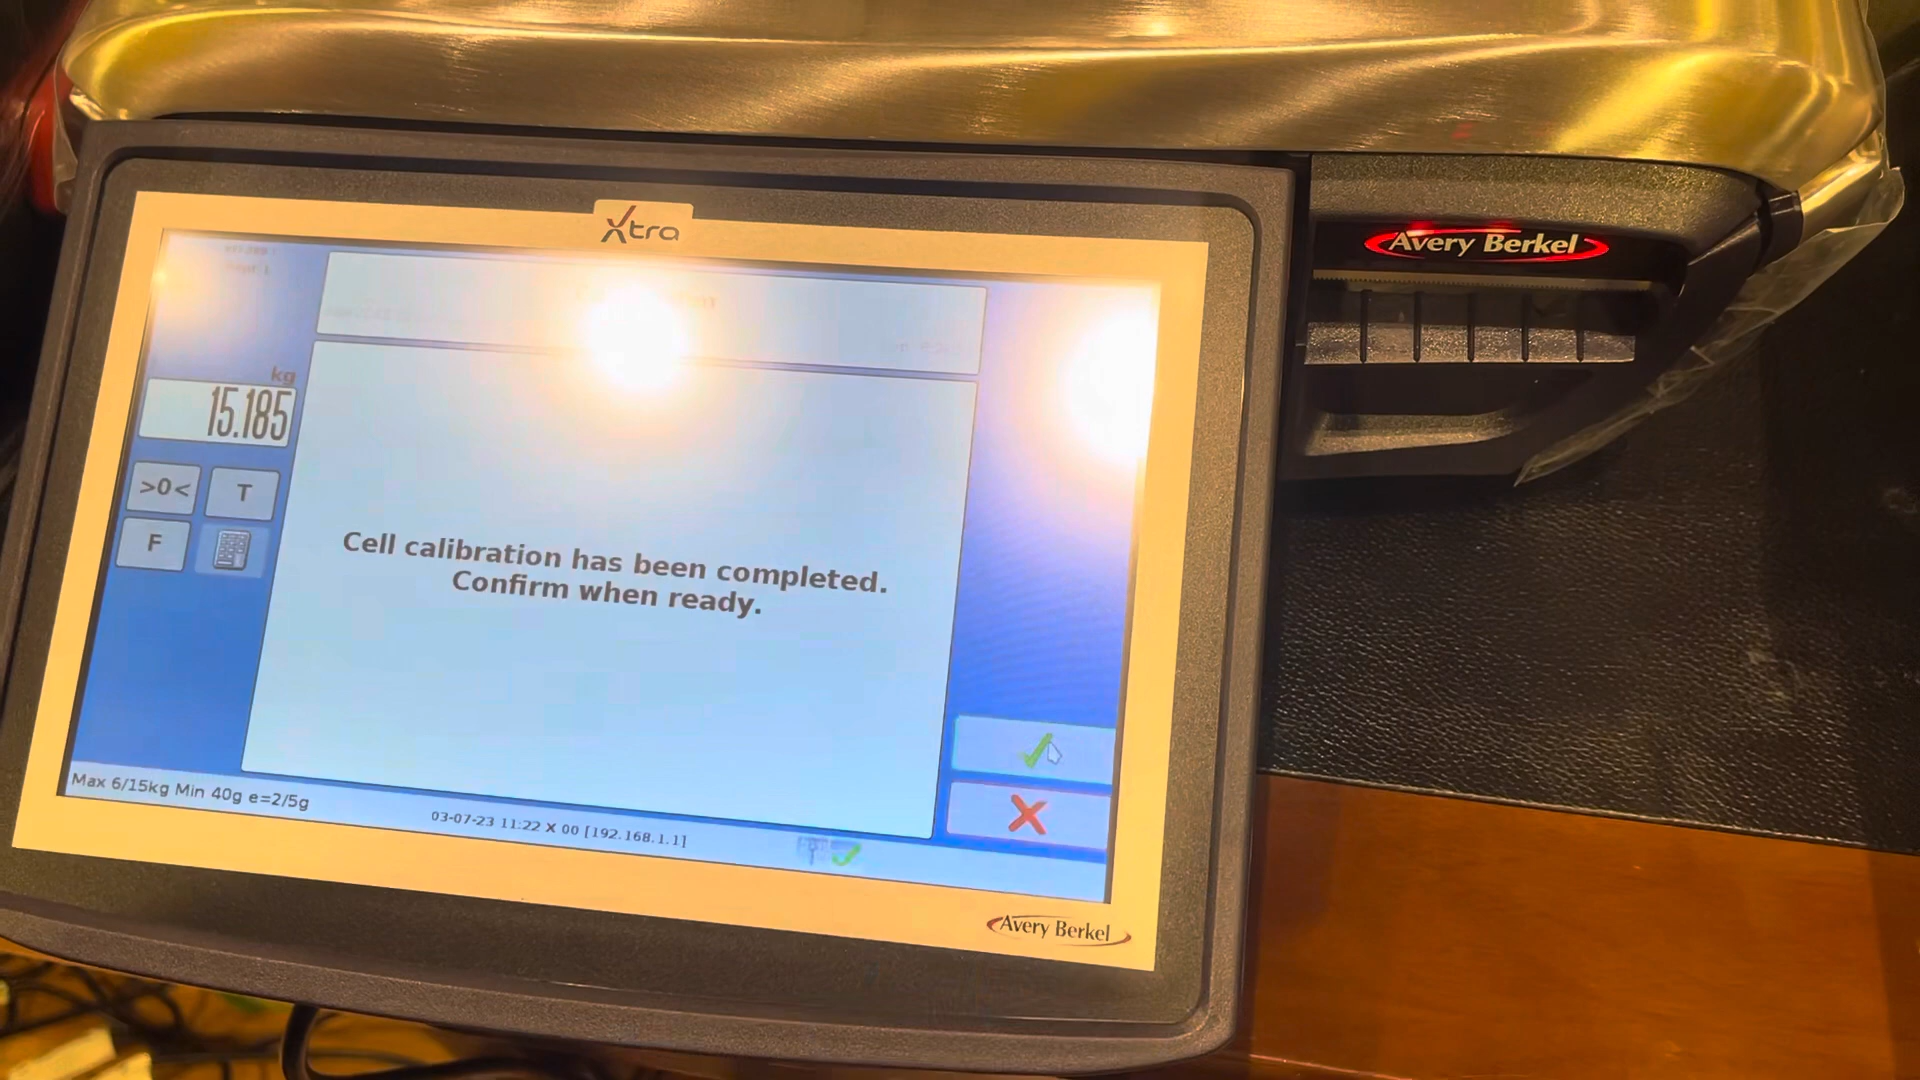 Xtra
Avery Berkel
kg
15.185
>0<
T
F
Cell calibration has been completed.
Confirm when ready.
Max 6/15kg Min 40g e=2/5g
03-07-23 11:22 X 00 [192.168.1.1]
Avery Berkel